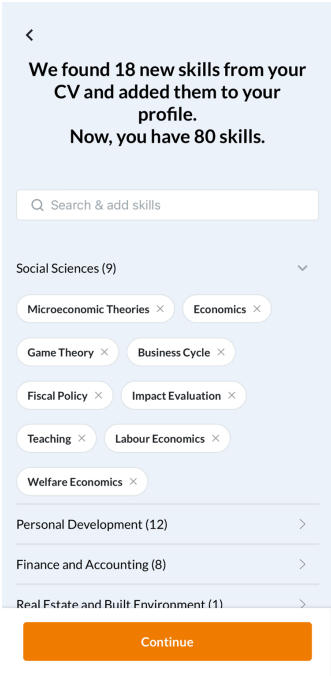 We found 18 new skills from your
CV and added them to your
profile.
Now, you have 80 skills.
Search & add skills
Social Sciences (9)
Microeconomic Theories
Economics
Game Theory
Business Cycle
Fiscal Policy
Impact Evaluation
Teaching
Labour Economics
Welfare Economics
Personal Development (12)
Finance and Accounting (8)
Real Estate and Built Environment (1)
Continue